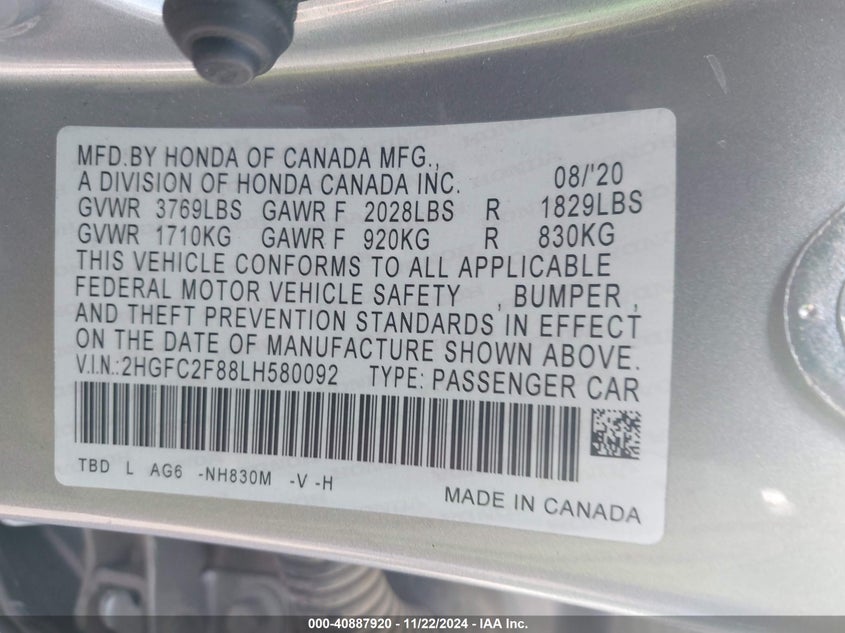 MFD.BY HONDA OF CANADA MFG.,
A DIVISION OF HONDA CANADA INC. 08/'20
GVWR 3769LBS GAWR F 2028LBS R 1829LBS
GVWR 1710KG GAWR F 920KG R 830KG
THIS VEHICLE CONFORMS TO ALL APPLICABLE
FEDERAL MOTOR VEHICLE SAFETY , BUMPER ,
AND THEFT PREVENTION STANDARDS IN EFFECT
ON THE DATE OF MANUFACTURE SHOWN ABOVE.
V.I.N.:2HGFC2F88LH580092 TYPE: PASSENGER CAR
TBD L AG6 -NH830M -V -H
MADE IN CANADA
000-40887920 - 11/22/2024 - IAA Inc.